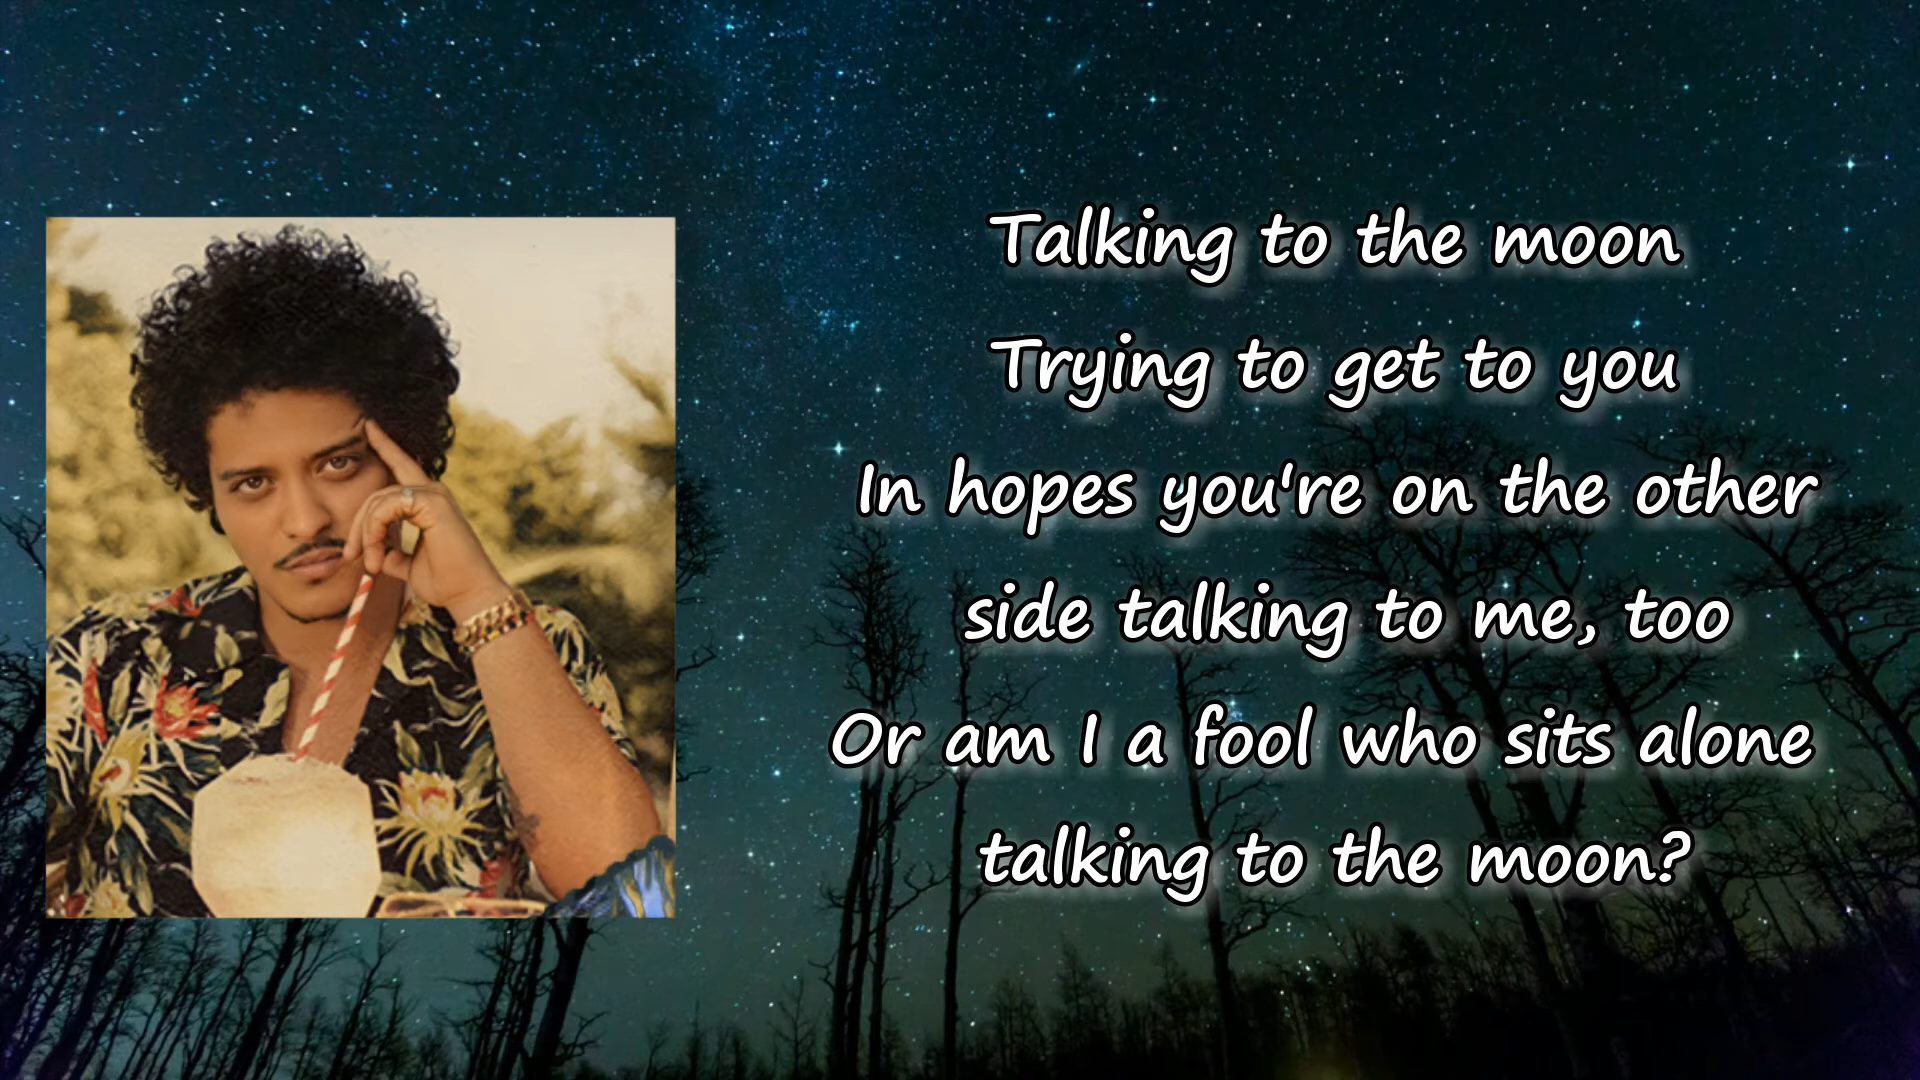 Talking to the moon
Trying to get to you
In hopes you're on the other
side talking to me, too
Or am I a fool who sits alone
talking to the moon?